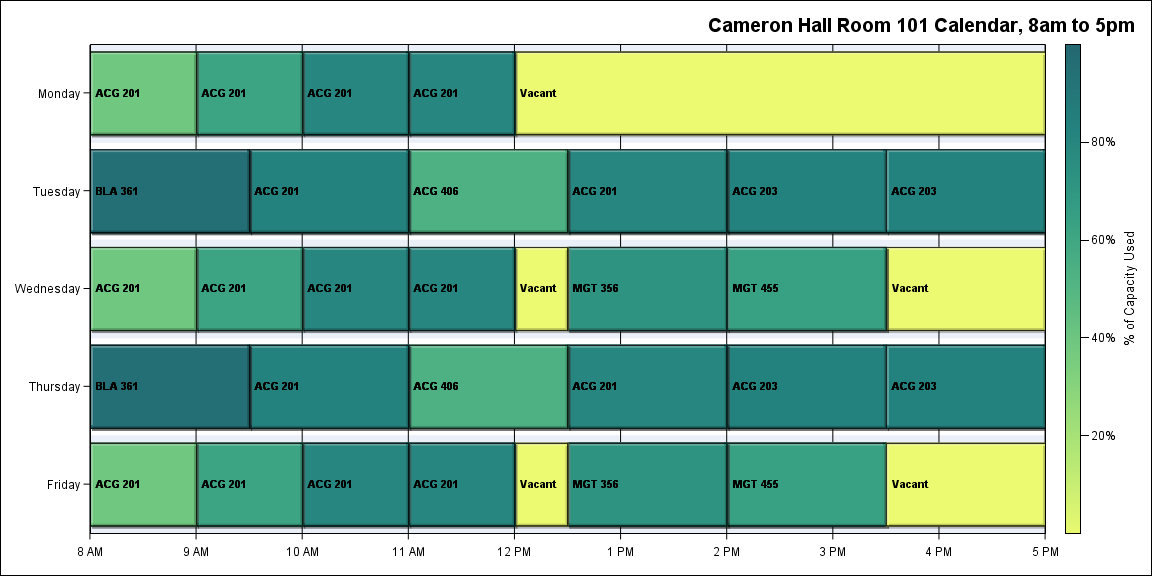 Cameron Hall Room 101 Calendar, 8am to 5pm
Monday
ACG 201
ACG 201
ACG 201
ACG 201
Vacant
Tuesday
BLA 361
ACG 201
ACG 406
ACG 201
ACG 203
ACG 203
Wednesday
ACG 201
ACG 201
ACG 201
ACG 201
Vacant
MGT 356
MGT 455
Vacant
Thursday
BLA 361
ACG 201
ACG 406
ACG 201
ACG 203
ACG 203
Friday
ACG 201
ACG 201
ACG 201
ACG 201
Vacant
MGT 356
MGT 455
Vacant
8 AM
9 AM
10 AM
11 AM
12 PM
1 PM
2 PM
3 PM
4 PM
5 PM
80%
60%
40%
20%
% of Capacity Used